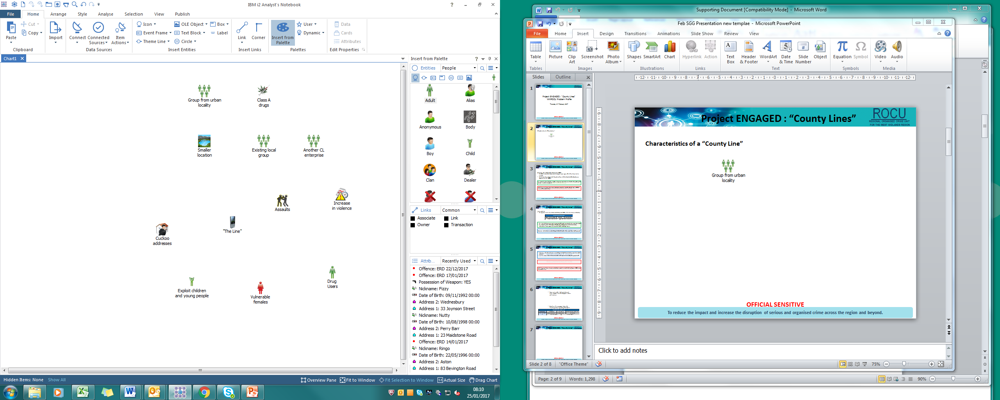 IBM i2 Analyst's Notebook
File Home Arrange Style Analyse Selection View Publish
Cut
Copy
Paste
Clipboard
Import
Connect
Connected Sources
Item Actions
Data Sources
Icon
OLE Object
Box
Event Frame
Text Block
Label
Theme Line
Circle
Insert Entities
Link
Corner
Insert Links
Insert from Palette
User
Dynamic
Palettes
Data
Cards
Attributes
Edit Properties
Chart1
Group from urban
locality
Class A
drugs
Smaller
location
Existing local
group
Another CL
enterprise
Assaults
Increase
in violence
Cuckoo
addresses
"The Line"
Exploit children
and young people
Vulnerable
females
Drug
Users
Insert from Palette
Entities People
Adult Alias
Anonymous Body
Boy Child
Clan Dealer
Links Common
Associate Link
Owner Transaction
Attrib... Recently Used
Offence: ERD 22/12/2017
Offence: ERD 17/01/2017
Possession of Weapon: YES
Nickname: Fizzy
Date of Birth: 09/11/1992 00:00
Address 2: Wednesbury
Address 1: 33 Joynson Street
Nickname: Nutty
Date of Birth: 10/08/1998 00:00
Address 2: Perry Barr
Address 1: 23 Maidstone Road
Offence: ERD 14/01/2017
Nickname: Ringo
Date of Birth: 22/05/1996 00:00
Address 2: Aston
Address 1: 83 Bevington Road
Hidden Items: None Show All
Overview Pane Fit to Window Fit Selection to Window Actual Size Drag Chart
08:10
25/01/2017
Supporting Document [Compatibility Mode] - Microsoft Word
Feb SGG Presentation new templae - Microsoft PowerPoint
File Home Insert Design Transitions Animations Slide Show Review View
Table
Tables
Picture
Clip Art
Screenshot
Photo Album
Images
Shapes
SmartArt
Chart
Illustrations
Hyperlink
Action
Links
Text Box
Header & Footer
WordArt
Date & Time
Slide Number
Object
Text
Equation
Symbol
Symbols
Video
Audio
Media
Slides Outline
1
Project ENGAGED : "County Lines"
WMROCU Problem Profile
2
3
4
5
6
7
Project ENGAGED : “County Lines”
ROCU
REGIONAL ORGANISED CRIME UNIT
FOR THE WEST MIDLANDS REGION
Characteristics of a “County Line”
Group from urban
locality
OFFICIAL SENSITIVE
To reduce the impact and increase the disruption of serious and organised crime across the region and beyond.
Click to add notes
Slide 2 of 8 "Office Theme" 75%
Page: 2 of 9 Words: 1,298 90%